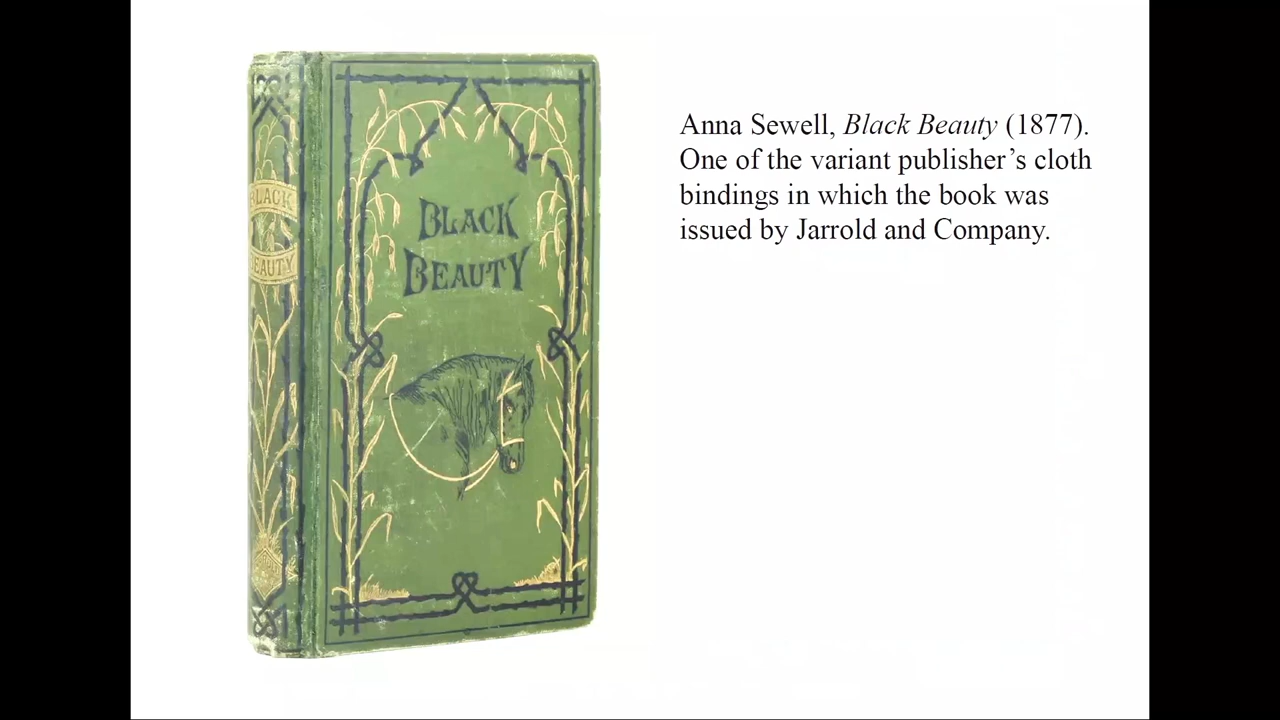 BLACK
BEAUTY
BLACK
BEAUTY
Anna Sewell, Black Beauty (1877).
One of the variant publisher’s cloth
bindings in which the book was
issued by Jarrold and Company.